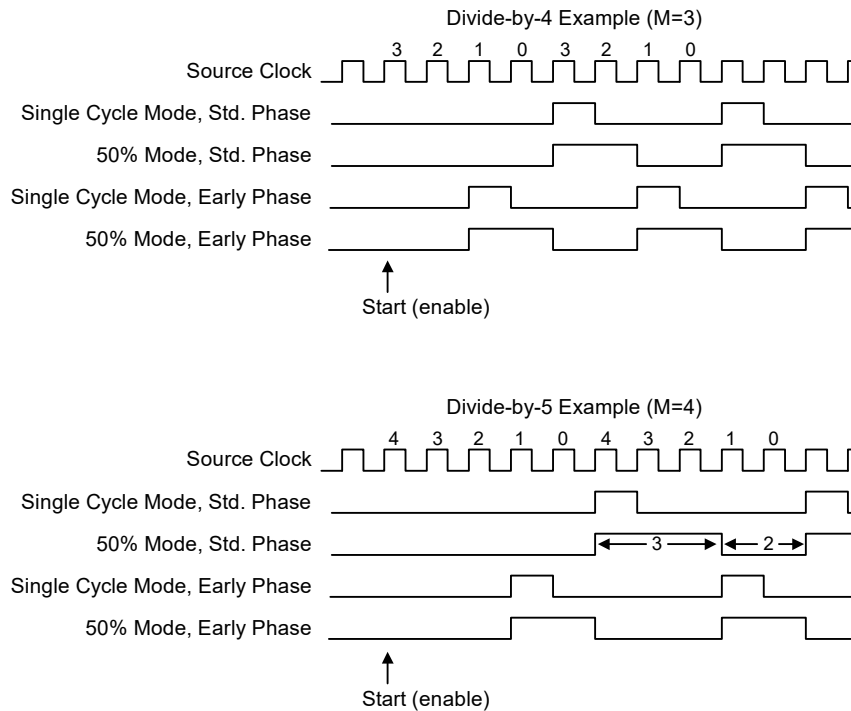 Divide-by-4 Example (M=3)
3 2 1 0 3 2 1 0
Source Clock
Single Cycle Mode, Std. Phase
50% Mode, Std. Phase
Single Cycle Mode, Early Phase
50% Mode, Early Phase
Start (enable)
Divide-by-5 Example (M=4)
4 3 2 1 0 4 3 2 1 0
Source Clock
Single Cycle Mode, Std. Phase
50% Mode, Std. Phase
3 2
Single Cycle Mode, Early Phase
50% Mode, Early Phase
Start (enable)